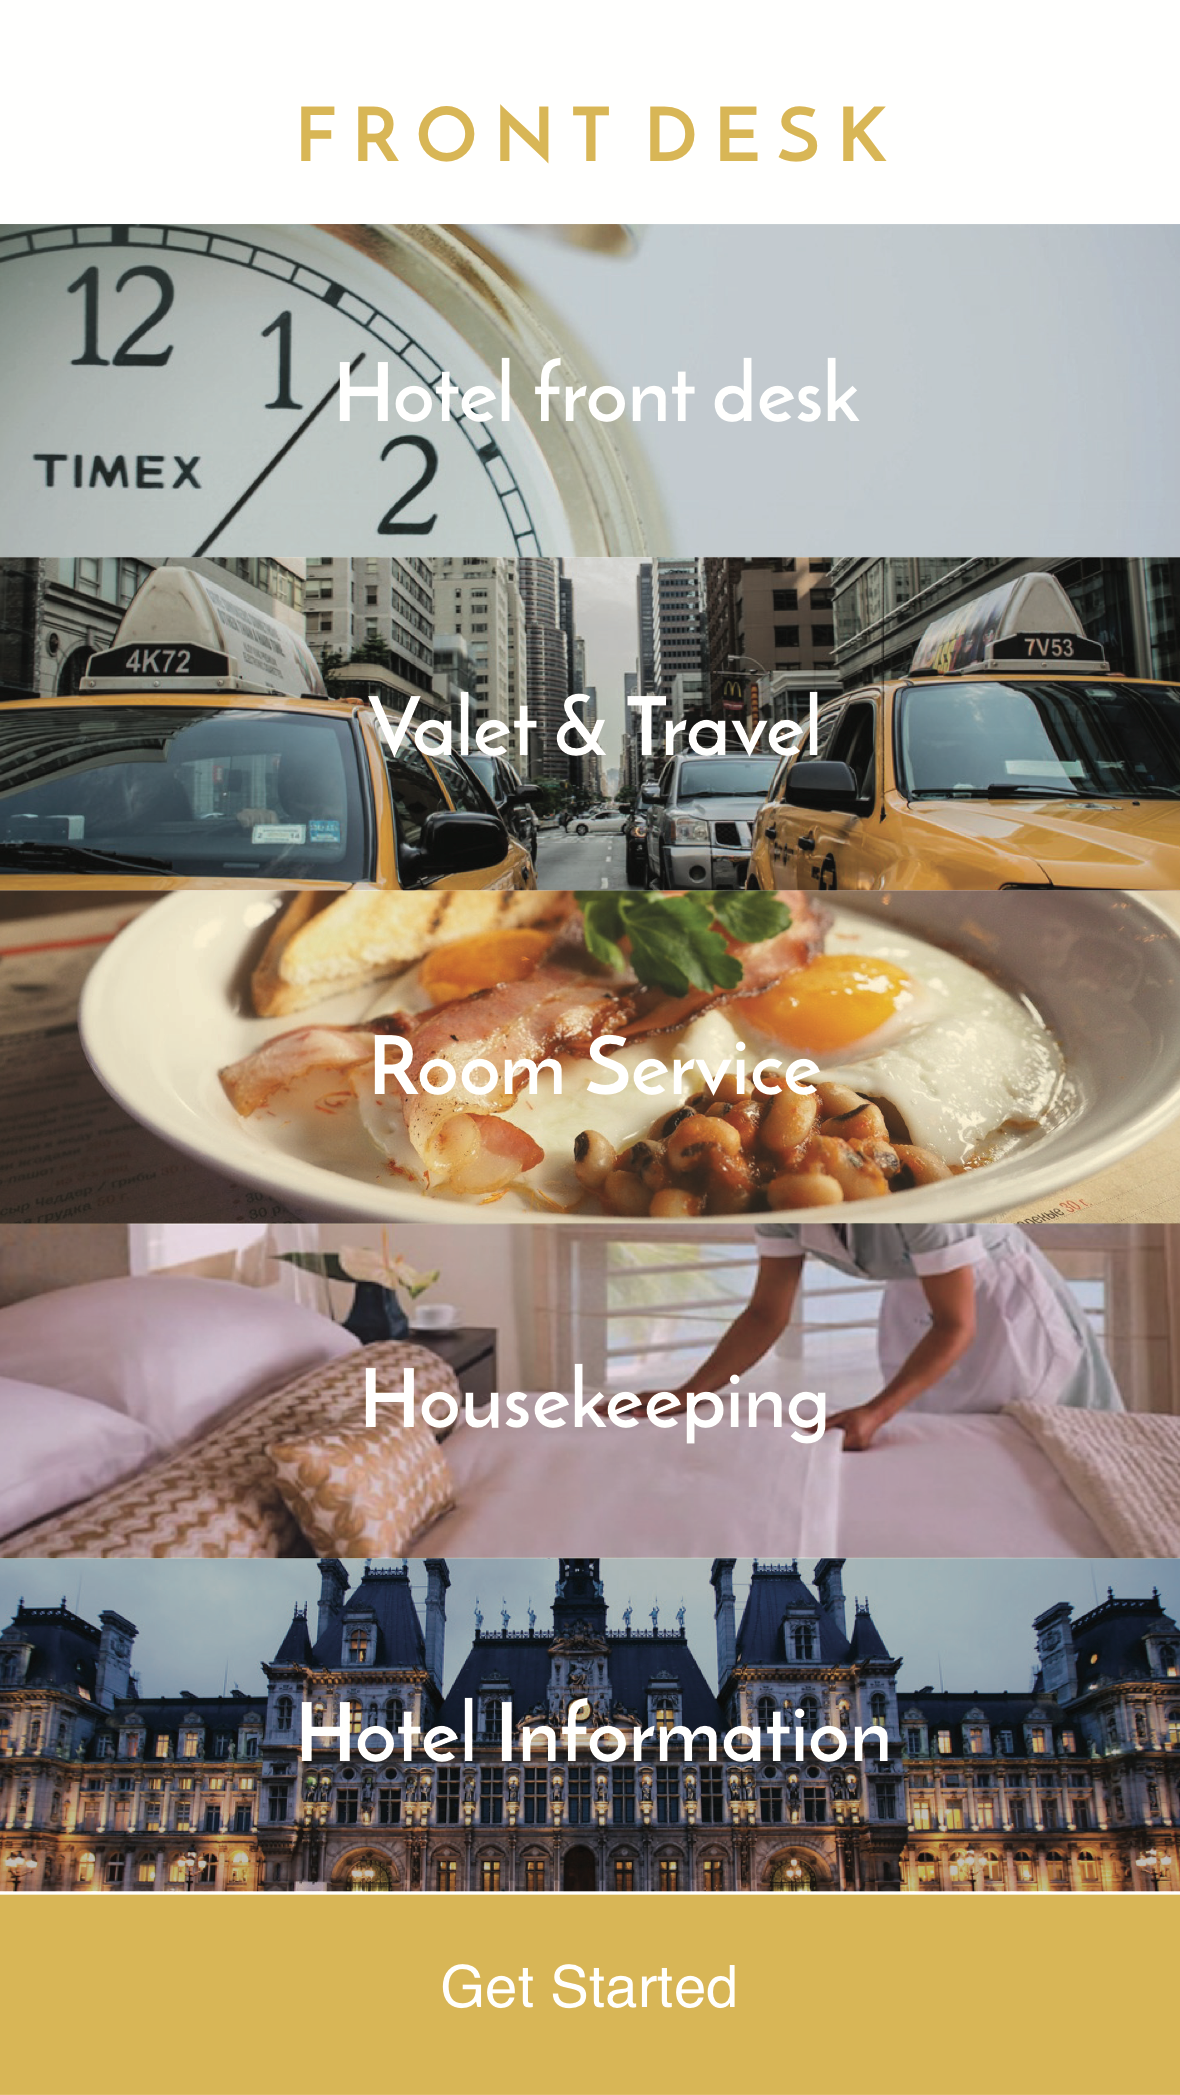 FRONT DESK
12
1
Hotel front desk
TIMEX
2
4K72
7V53
Valet & Travel
Room Service
Housekeeping
Hotel Information
Get Started